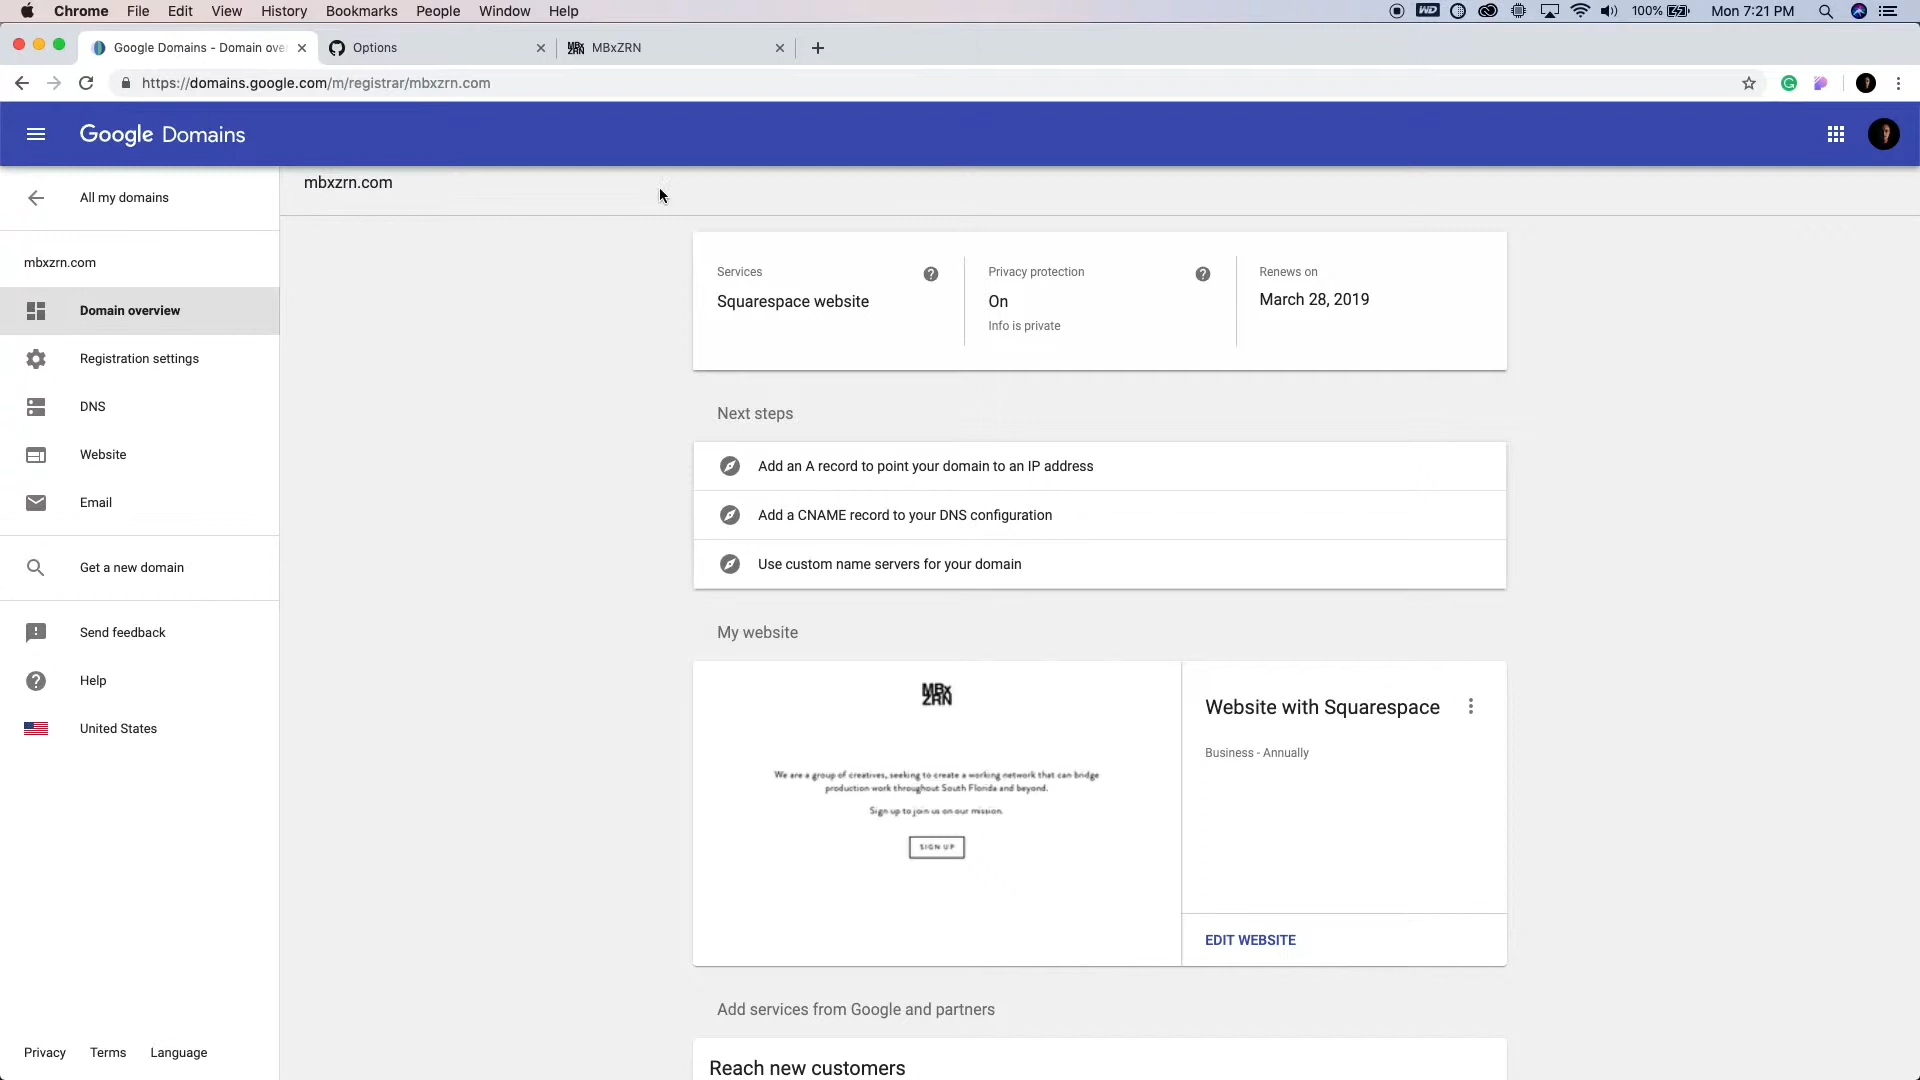 Chrome File Edit View History Bookmarks People Window Help
WD 100% Mon 7:21 PM
Google Domains - Domain ove
Options
MBxZRN
https://domains.google.com/m/registrar/mbxzrn.com
Google Domains
All my domains
mbxzrn.com
mbxzrn.com
Domain overview
Registration settings
DNS
Website
Email
Get a new domain
Send feedback
Help
United States
Privacy Terms Language
Services
Squarespace website
Privacy protection
On
Info is private
Renews on
March 28, 2019
Next steps
Add an A record to point your domain to an IP address
Add a CNAME record to your DNS configuration
Use custom name servers for your domain
My website
MBx
ZRN
We are a group of creatives, seeking to create a working network that can bridge
production work throughout South Florida and beyond.
Sign up to join us on our mission.
SIGN UP
Website with Squarespace
Business - Annually
EDIT WEBSITE
Add services from Google and partners
Reach new customers